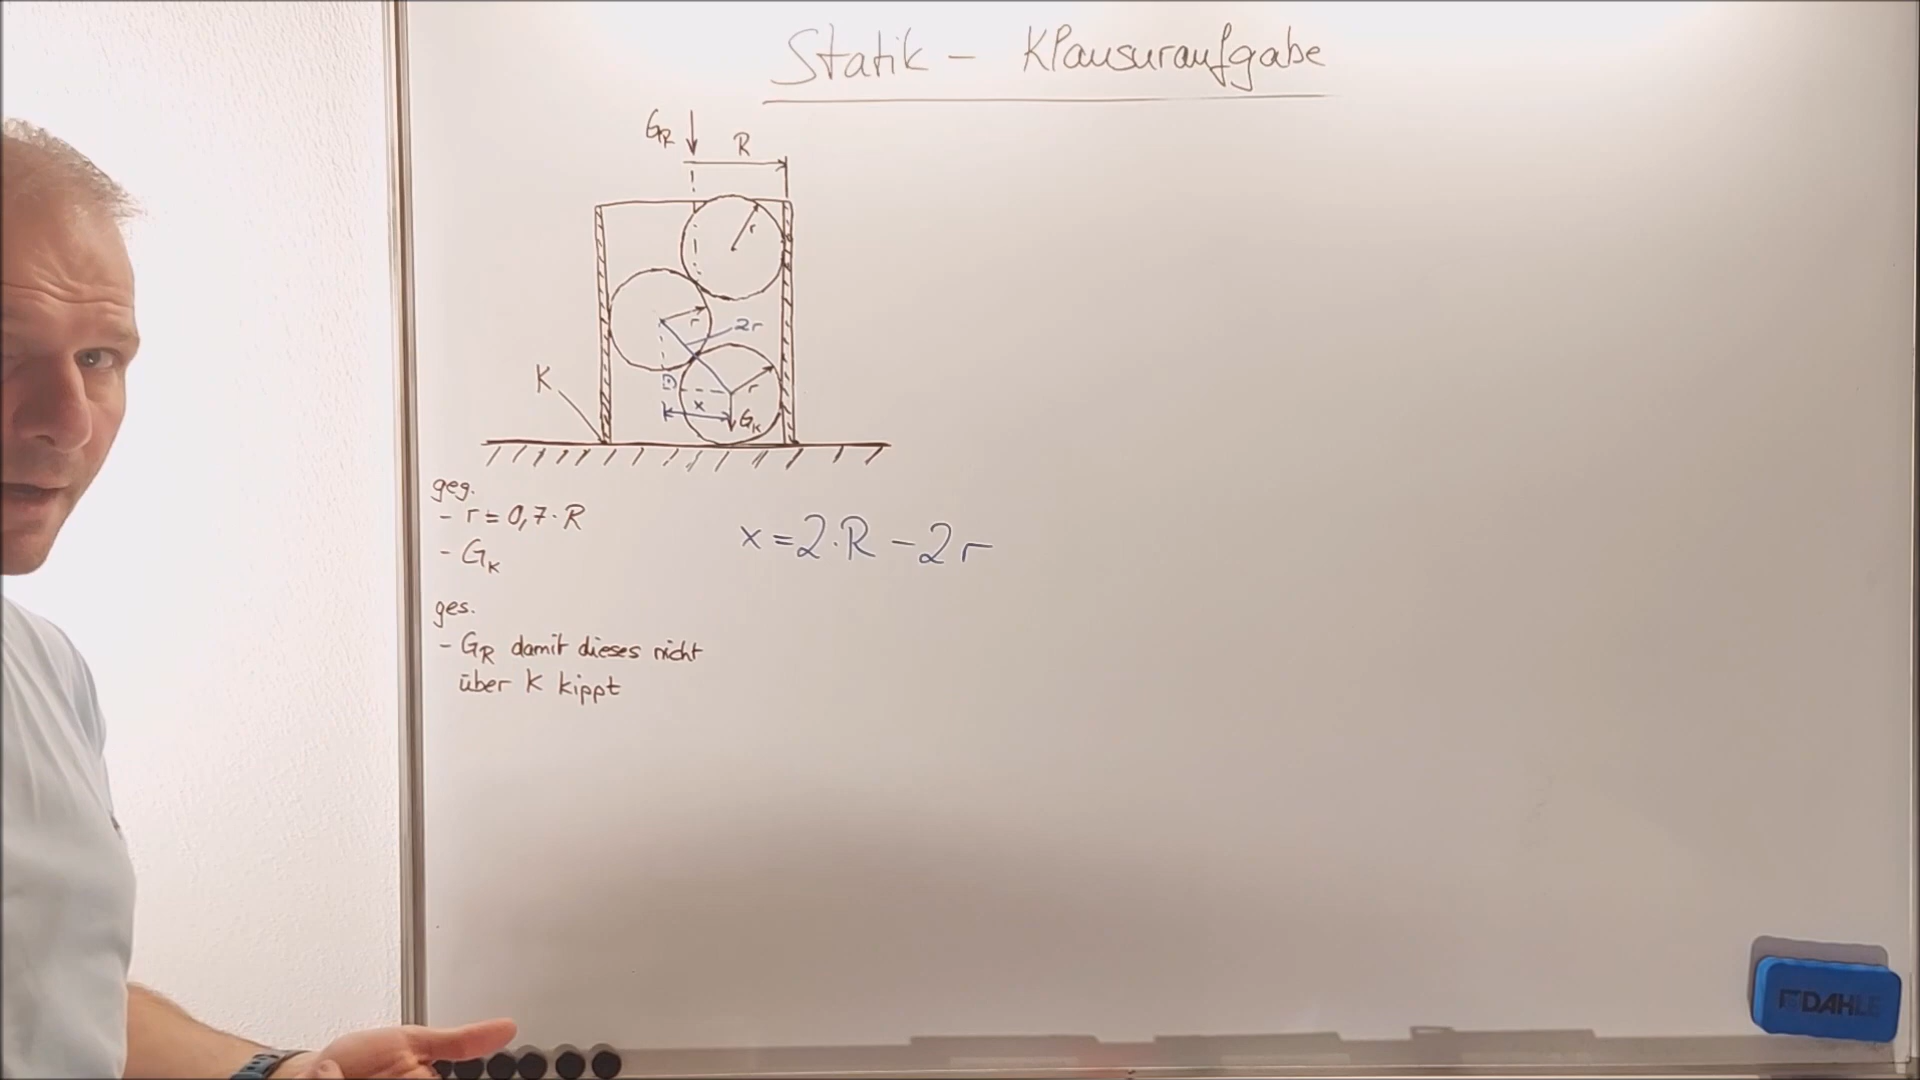 Statik - Klausuraufgabe
G_R
R
r
r
2r
K
r
x
G_K
geg.
- r = 0,7 · R
- G_K
x = 2 · R - 2r
ges.
- G_R damit dieses nicht
über K kippt
DAHLE